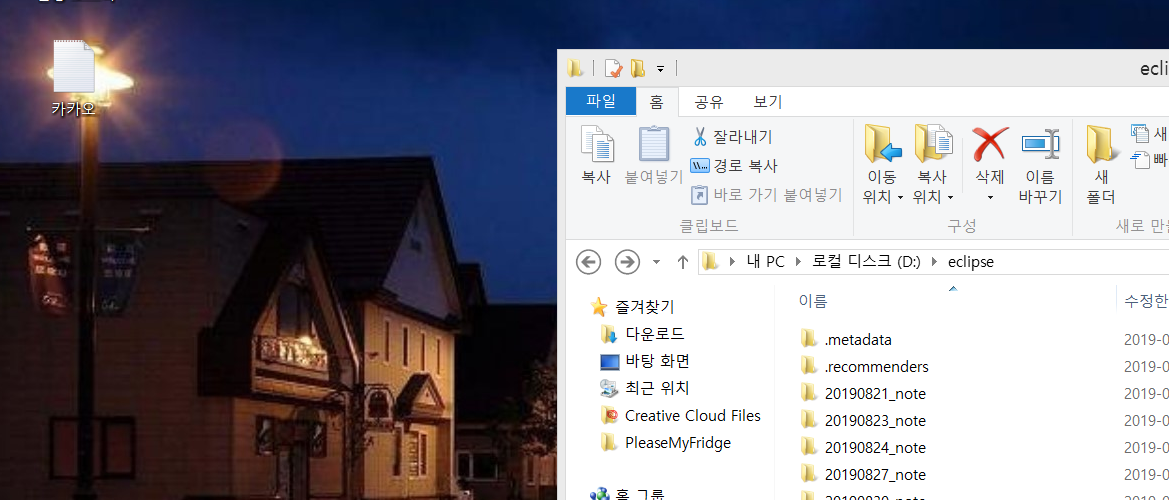 카카오
ecli
파일 홈 공유 보기
복사
붙여넣기
잘라내기
경로 복사
바로 가기 붙여넣기
이동 위치
복사 위치
삭제
이름 바꾸기
새 폴더
새
빠
클립보드
구성
새로 만들
내 PC 로컬 디스크 (D:) eclipse
즐겨찾기
다운로드
바탕 화면
최근 위치
Creative Cloud Files
PleaseMyFridge
홈 그룹
이름 수정한
.metadata 2019-0
.recommenders 2019-0
20190821_note 2019-0
20190823_note 2019-0
20190824_note 2019-0
20190827_note 2019-0